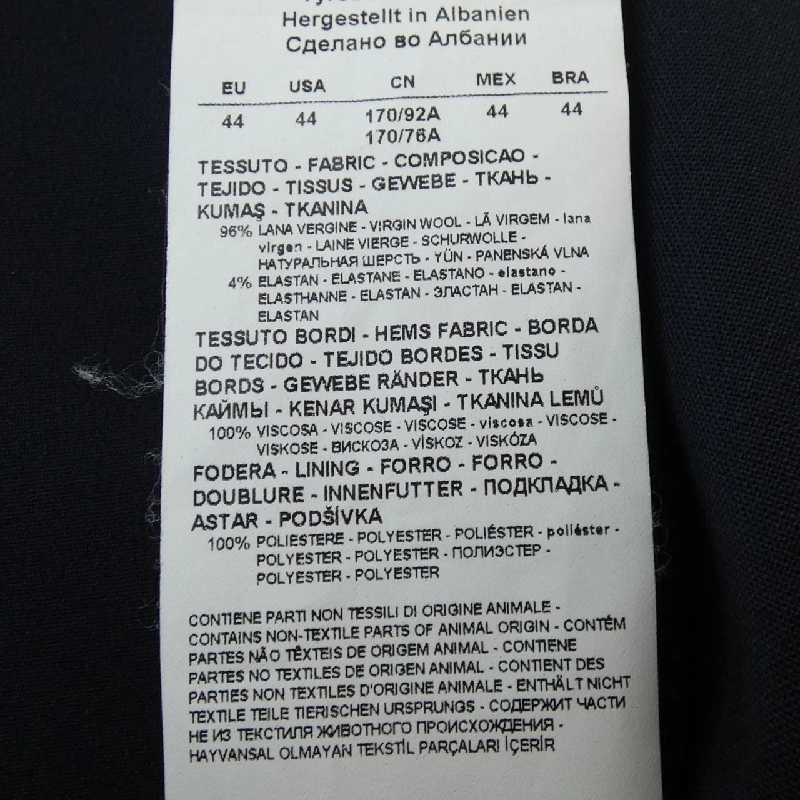 Hergestellt in Albanien
Сделано во Албании
EU USA CN MEX BRA
44 44 170/92A 44 44
170/76A
TESSUTO - FABRIC - COMPOSICAO -
TEJIDO - TISSUS - GEWEBE - ТКАНЬ -
KUMAŞ - TKANINA
96% LANA VERGINE - VIRGIN WOOL - LÃ VIRGEM - lana
virgen - LAINE VIERGE - SCHURWOLLE -
НАТУРАЛЬНАЯ ШЕРСТЬ - YÜN - PANENSKÁ VLNA
4% ELASTAN - ELASTANE - ELASTANO - elastano -
ELASTHANNE - ELASTAN - ЭЛАСТАН - ELASTAN -
ELASTAN
TESSUTO BORDI - HEMS FABRIC - BORDA
DO TECIDO - TEJIDO BORDES - TISSU
BORDS - GEWEBE RÄNDER - ТКАНЬ
КАЙМЫ - KENAR KUMAŞI - TKANINA LEMŮ
100% VISCOSA - VISCOSE - VISCOSE - viscosa - VISCOSE -
VISKOSE - ВИСКОЗА - VİSKOZ - VISKÓZA
FODERA - LINING - FORRO - FORRO -
DOUBLURE - INNENFUTTER - ПОДКЛАДКА -
ASTAR - PODŠÍVKA
100% POLIESTERE - POLYESTER - POLIÉSTER - poliéster -
POLYESTER - POLYESTER - ПОЛИЭСТЕР -
POLYESTER - POLYESTER
CONTIENE PARTI NON TESSILI DI ORIGINE ANIMALE -
CONTAINS NON-TEXTILE PARTS OF ANIMAL ORIGIN - CONTÉM
PARTES NÃO TÊXTEIS DE ORIGEM ANIMAL - CONTIENE
PARTES NO TEXTILES DE ORIGEN ANIMAL - CONTIENT DES
PARTIES NON TEXTILES D'ORIGINE ANIMALE - ENTHÄLT NICHT
TEXTILE TEILE TIERISCHEN URSPRUNGS - СОДЕРЖИТ ЧАСТИ
НЕ ИЗ ТЕКСТИЛЯ ЖИВОТНОГО ПРОИСХОЖДЕНИЯ -
HAYVANSAL OLMAYAN TEKSTİL PARÇALARI İÇERİR